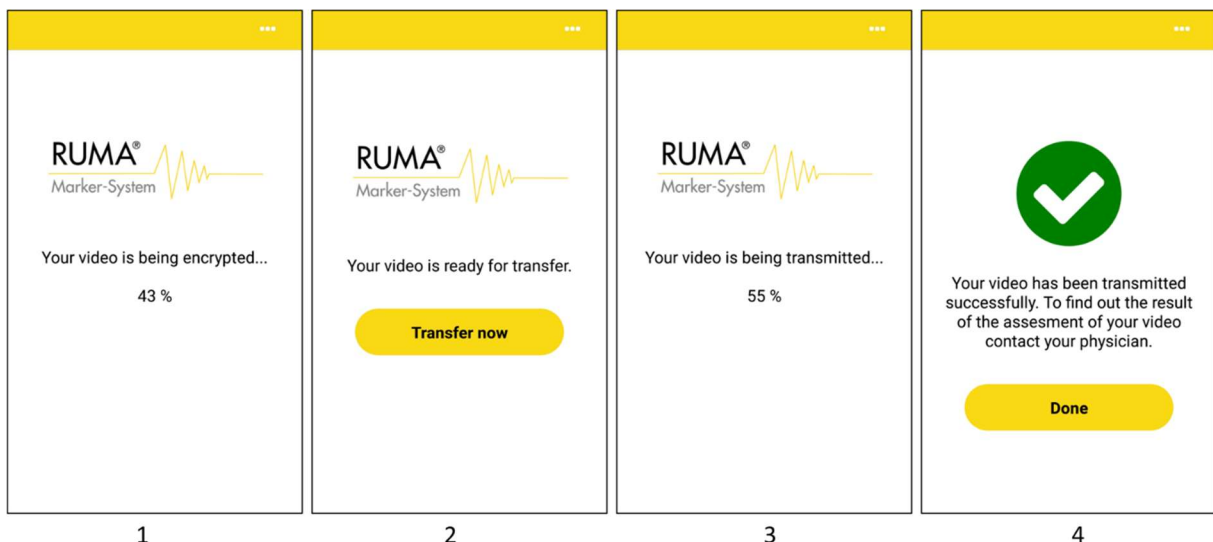 RUMA®
Marker-System
Your video is being encrypted...
43 %
1
RUMA®
Marker-System
Your video is ready for transfer.
Transfer now
2
RUMA®
Marker-System
Your video is being transmitted...
55 %
3
Your video has been transmitted
successfully. To find out the result
of the assesment of your video
contact your physician.
Done
4